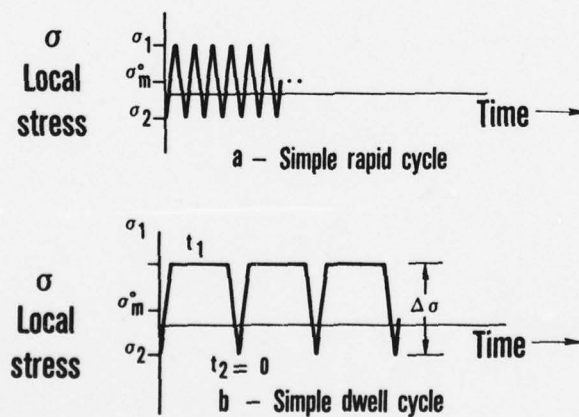 σ
Local
stress
σ1
σ°m
σ2
..
Time
a – Simple rapid cycle
σ
Local
stress
σ1
t1
σ°m
σ2
t2 = 0
Δσ
Time
b – Simple dwell cycle